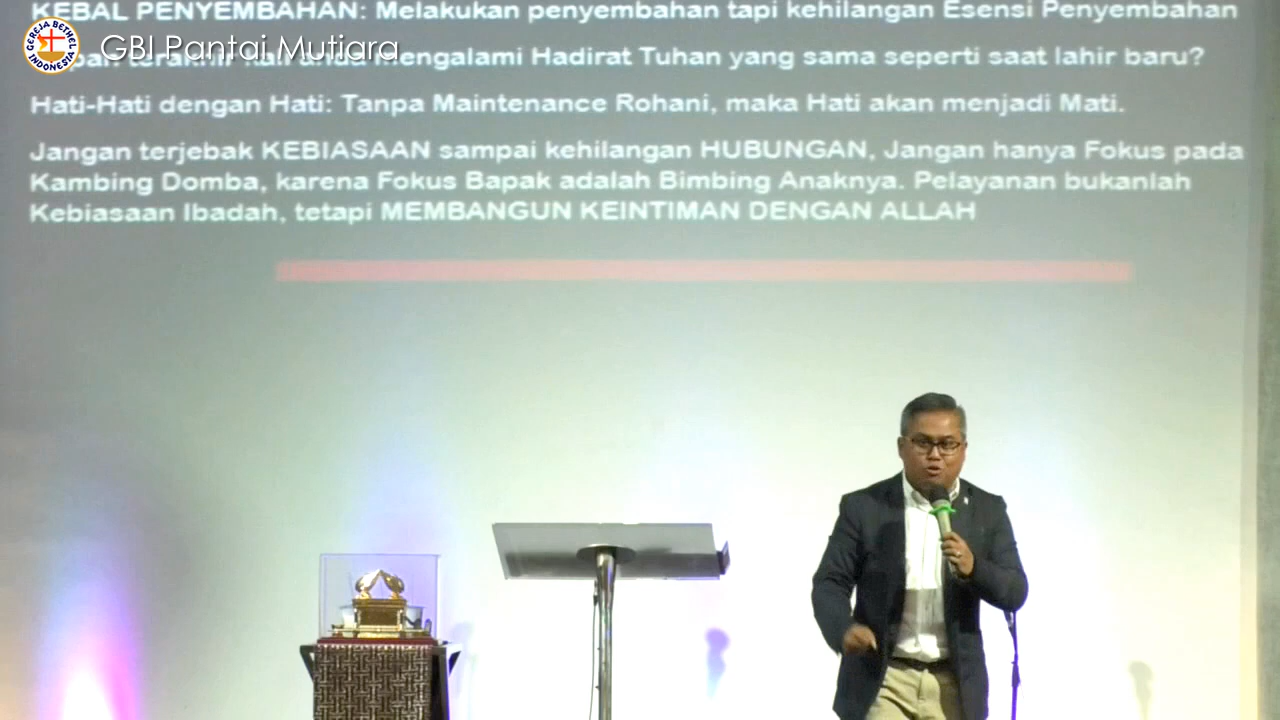 KEBAL PENYEMBAHAN: Melakukan penyembahan tapi kehilangan Esensi Penyembahan
GEREJA BETHEL INDONESIA
GBI Pantai Mutiara
mengalami Hadirat Tuhan yang sama seperti saat lahir baru?
Hati-Hati dengan Hati: Tanpa Maintenance Rohani, maka Hati akan menjadi Mati.
Jangan terjebak KEBIASAAN sampai kehilangan HUBUNGAN, Jangan hanya Fokus pada
Kambing Domba, karena Fokus Bapak adalah Bimbing Anaknya. Pelayanan bukanlah
Kebiasaan Ibadah, tetapi MEMBANGUN KEINTIMAN DENGAN ALLAH